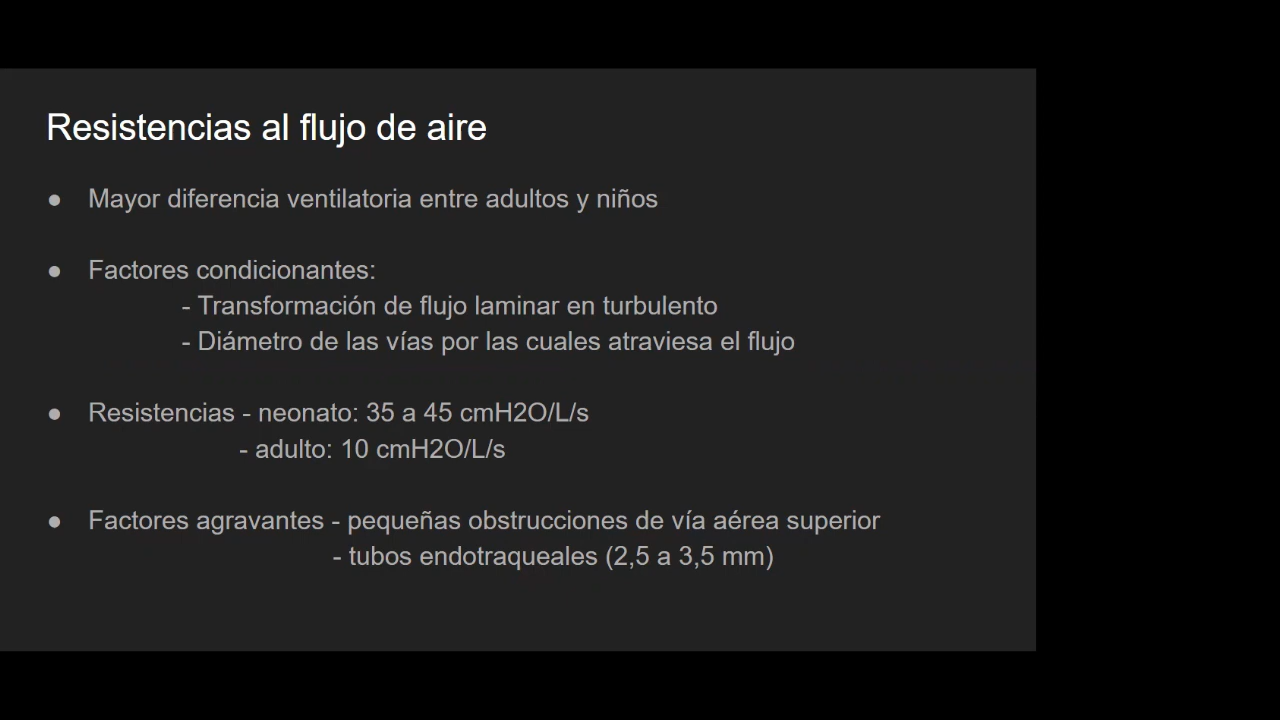 Resistencias al flujo de aire
● Mayor diferencia ventilatoria entre adultos y niños
● Factores condicionantes:
- Transformación de flujo laminar en turbulento
- Diámetro de las vías por las cuales atraviesa el flujo
● Resistencias - neonato: 35 a 45 cmH2O/L/s
- adulto: 10 cmH2O/L/s
● Factores agravantes - pequeñas obstrucciones de vía aérea superior
- tubos endotraqueales (2,5 a 3,5 mm)